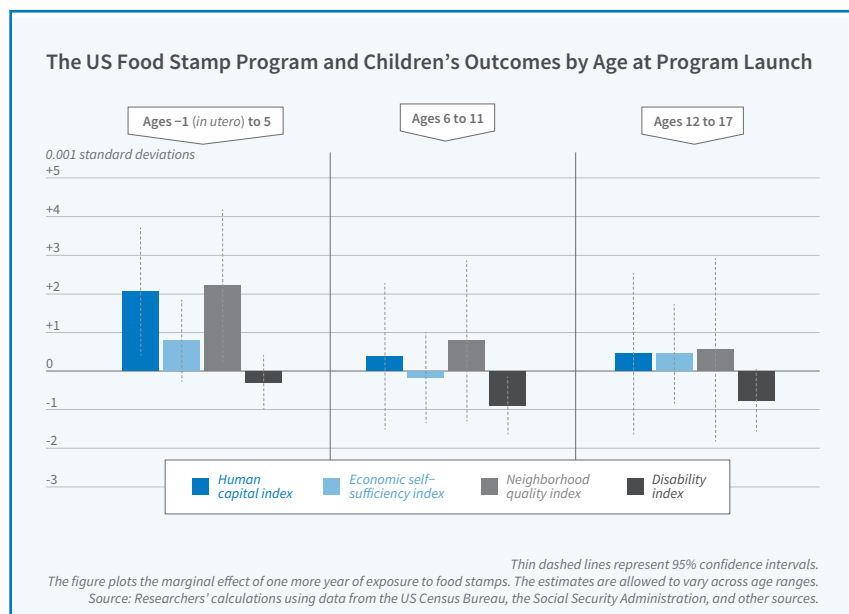 The US Food Stamp Program and Children's Outcomes by Age at Program Launch
Ages −1 (in utero) to 5
Ages 6 to 11
Ages 12 to 17
0.001 standard deviations
+5
+4
+3
+2
+1
0
-1
-2
-3
Human
capital index
Economic self–
sufficiency index
Neighborhood
quality index
Disability
index
Thin dashed lines represent 95% confidence intervals.
The figure plots the marginal effect of one more year of exposure to food stamps. The estimates are allowed to vary across age ranges.
Source: Researchers' calculations using data from the US Census Bureau, the Social Security Administration, and other sources.